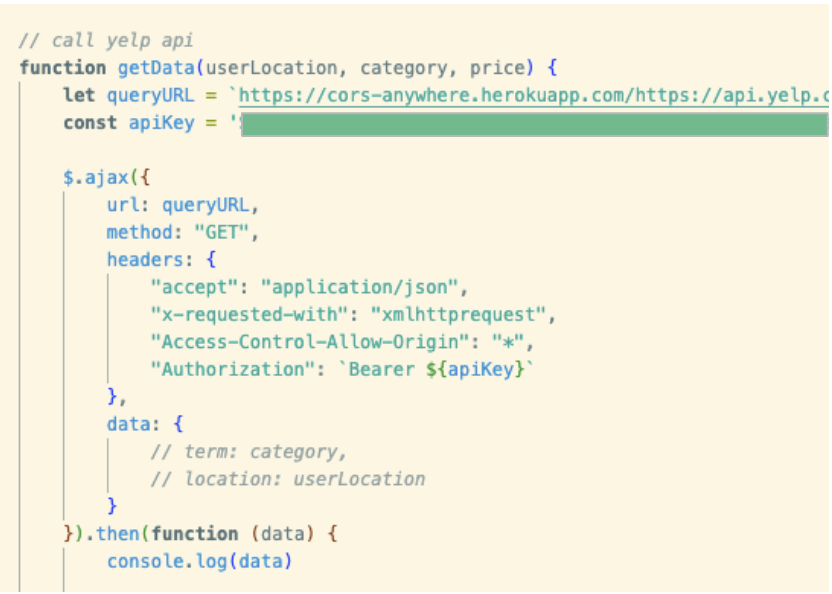 // call yelp api
function getData(userLocation, category, price) {
let queryURL = `https://cors-anywhere.herokuapp.com/https://api.yelp.c
const apiKey = '
$.ajax({
url: queryURL,
method: "GET",
headers: {
"accept": "application/json",
"x-requested-with": "xmlhttprequest",
"Access-Control-Allow-Origin": "*",
"Authorization": `Bearer ${apiKey}`
},
data: {
// term: category,
// location: userLocation
}
}).then(function (data) {
console.log(data)